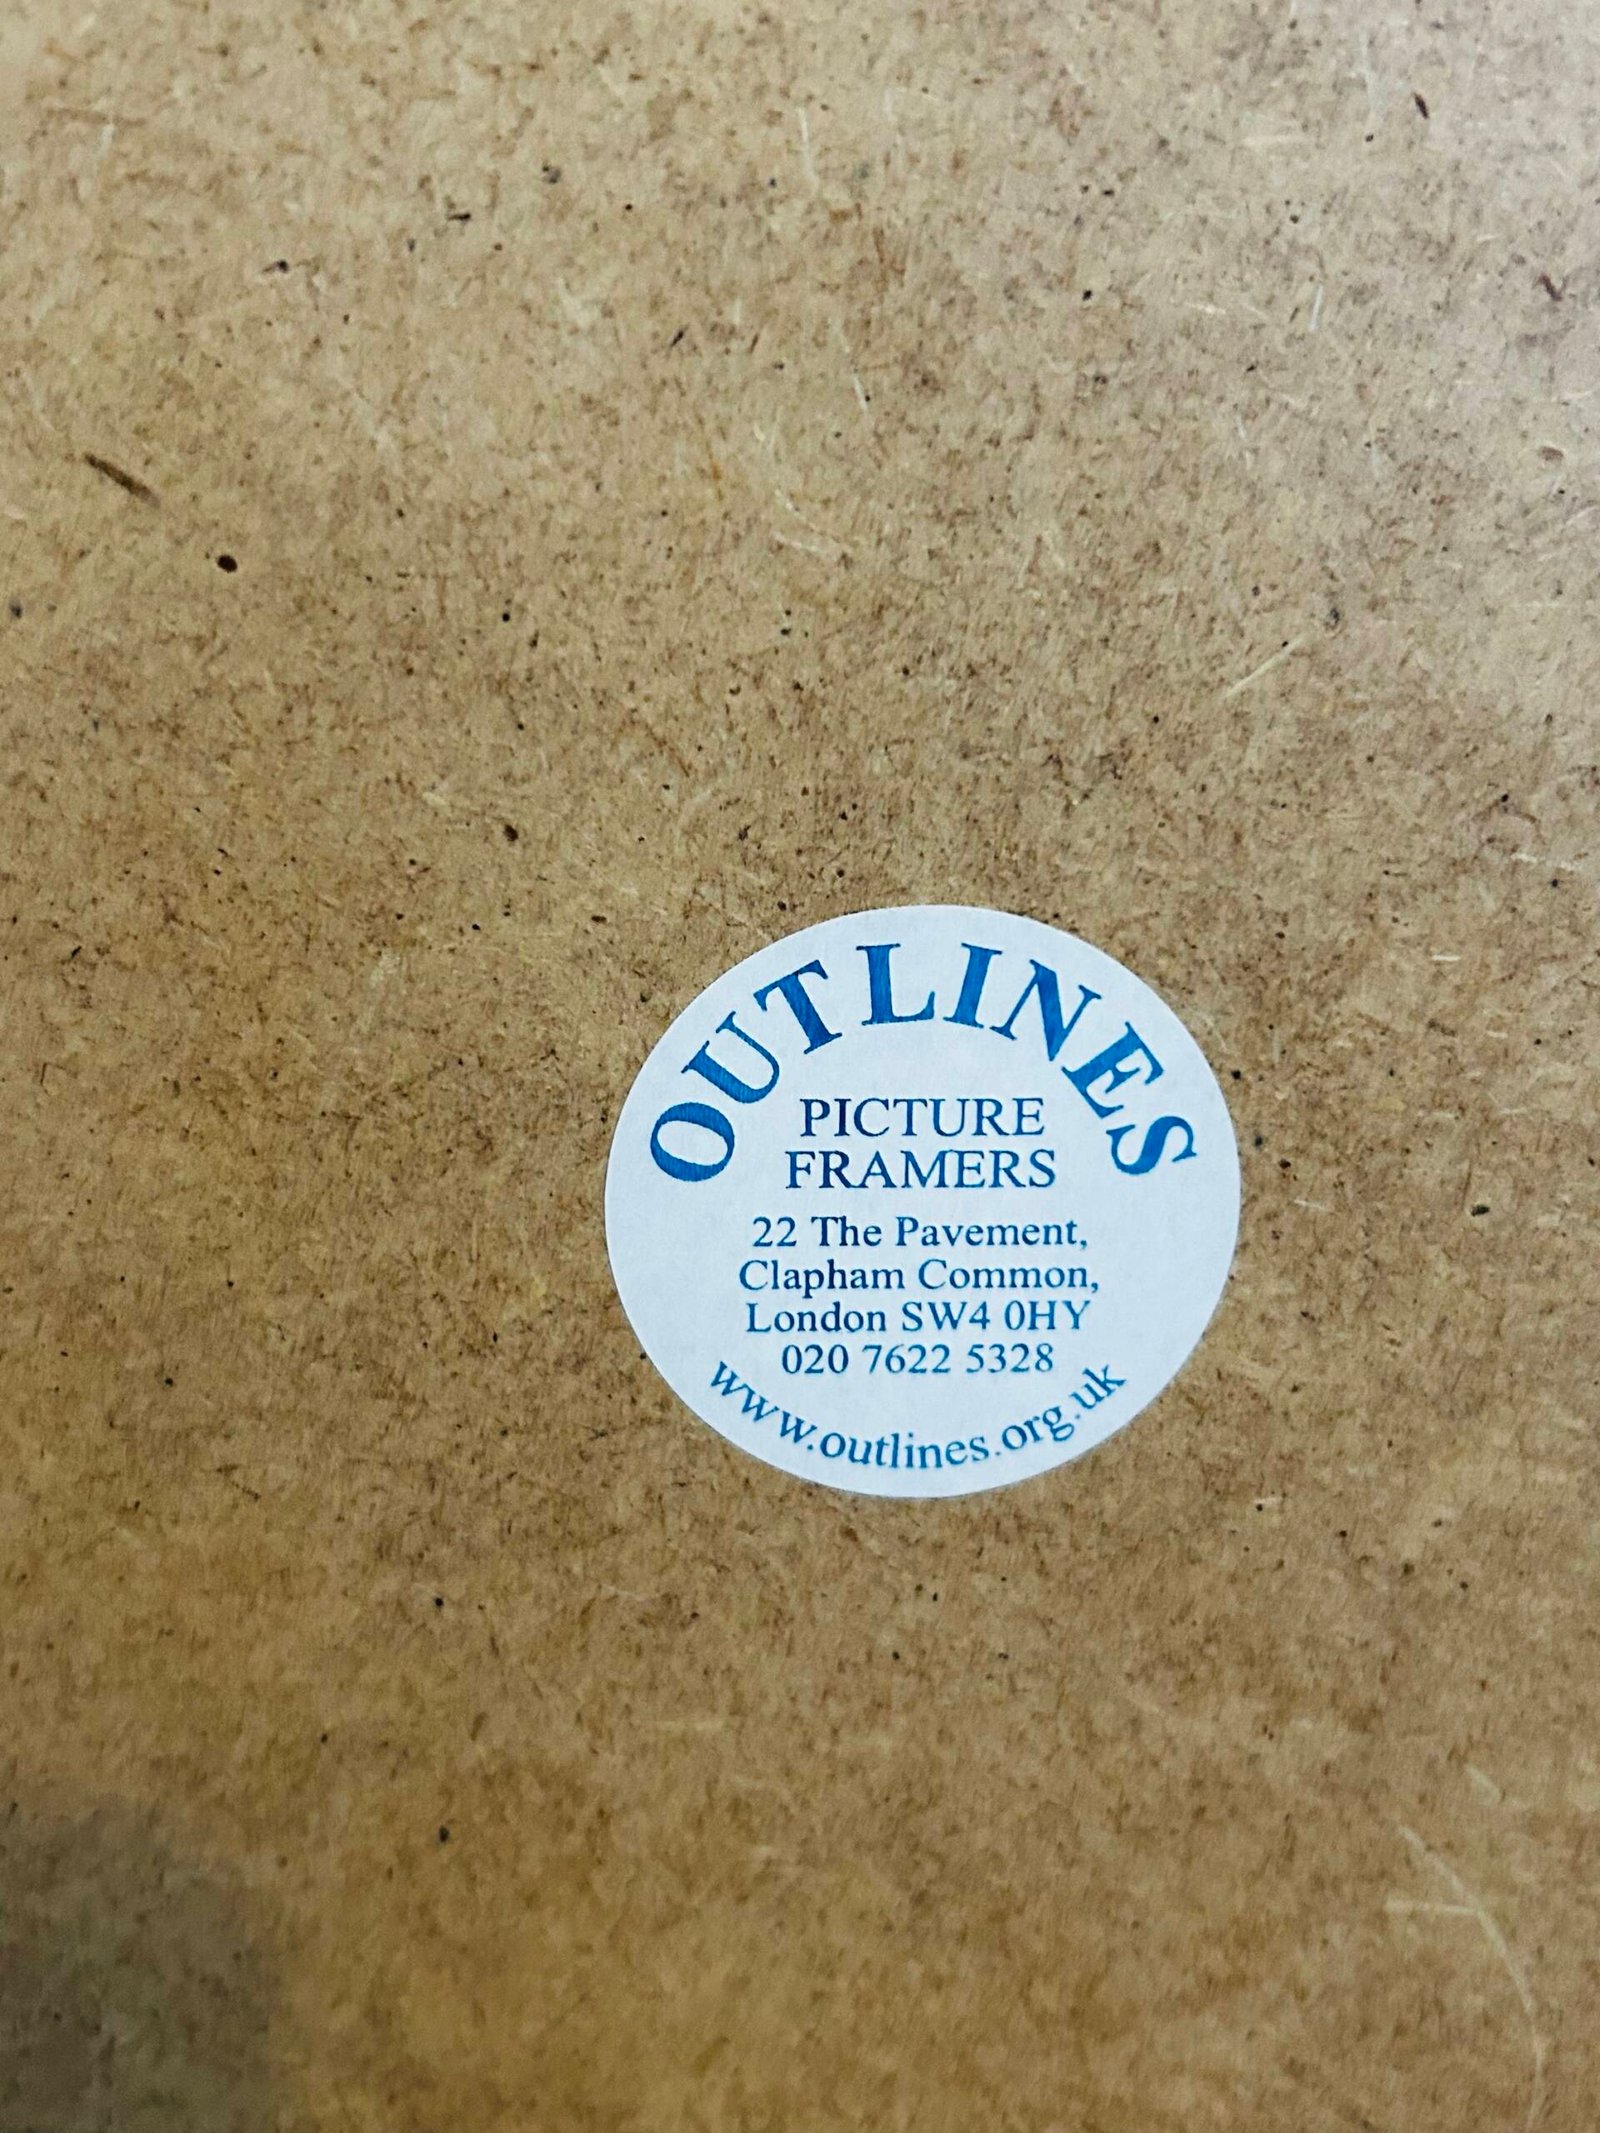 OUTLINES
PICTURE
FRAMERS
22 The Pavement,
Clapham Common,
London SW4 0HY
020 7622 5328
www.outlines.org.uk